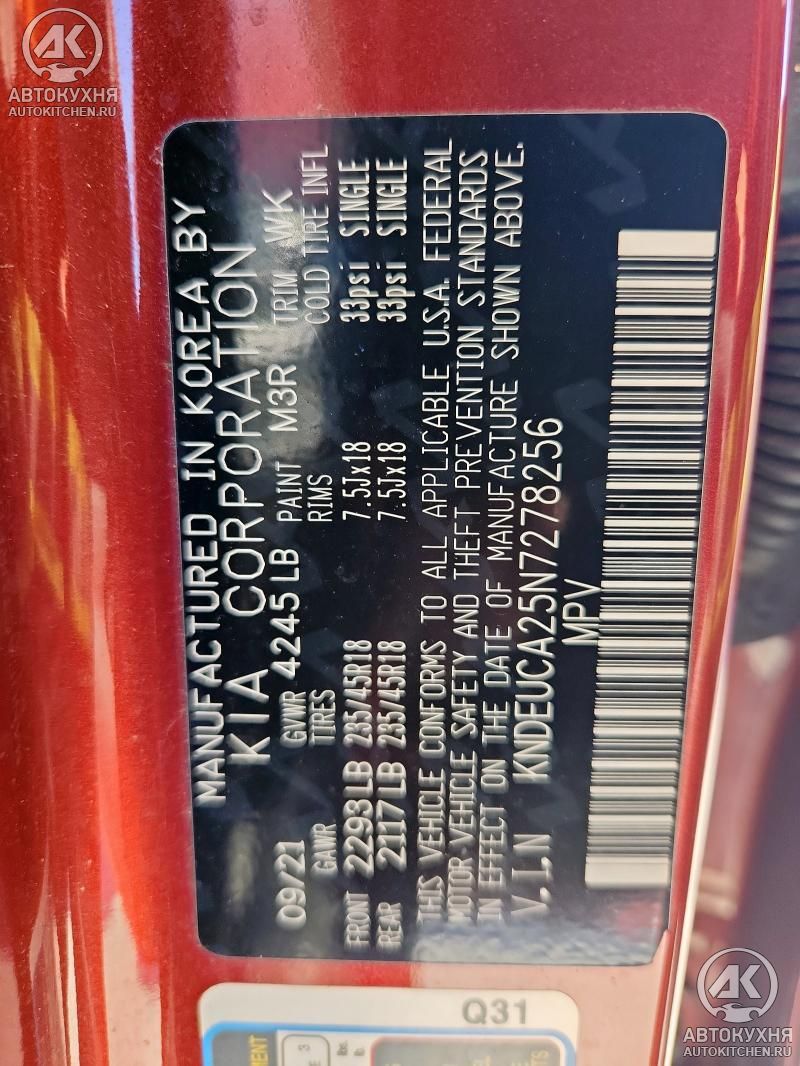 AK
АВТОКУХНЯ
AUTOKITCHEN.RU
MANUFACTURED IN KOREA BY
KIA CORPORATION
09/21 GVWR 4245LB PAINT M3R TRIM WK
GAWR TIRES RIMS COLD TIRE INFL
FRONT 2293LB 235/45R18 7.5Jx18 33psi SINGLE
REAR 2117LB 235/45R18 7.5Jx18 33psi SINGLE
THIS VEHICLE CONFORMS TO ALL APPLICABLE U.S.A. FEDERAL
MOTOR VEHICLE SAFETY AND THEFT PREVENTION STANDARDS
IN EFFECT ON THE DATE OF MANUFACTURE SHOWN ABOVE.
V.I.N KNDEUCA25N7278256
MPV
Q31
AK
АВТОКУХНЯ
AUTOKITCHEN.RU